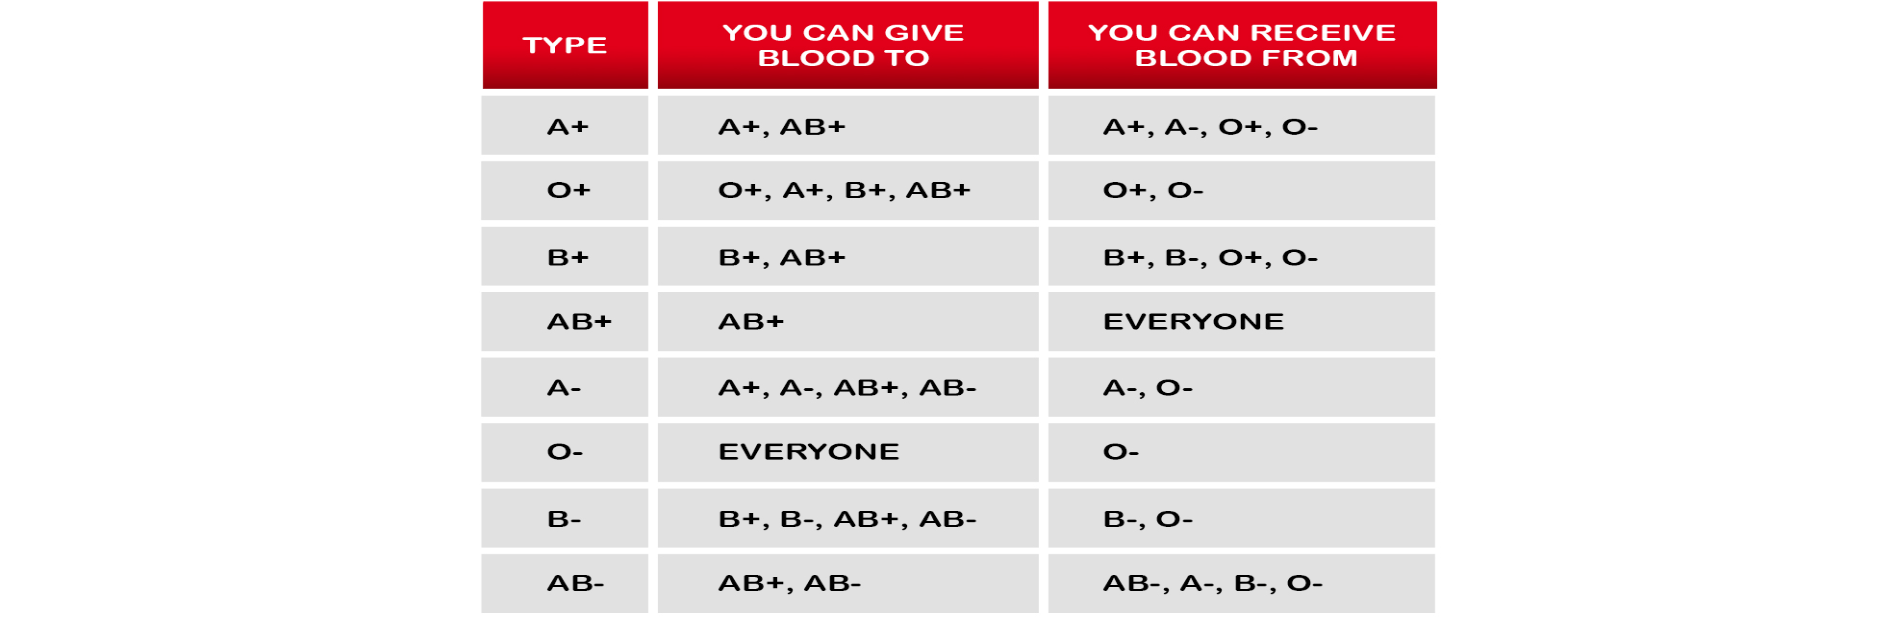 TYPE
YOU CAN GIVE
BLOOD TO
YOU CAN RECEIVE
BLOOD FROM
A+ A+, AB+ A+, A-, O+, O-
O+ O+, A+, B+, AB+ O+, O-
B+ B+, AB+ B+, B-, O+, O-
AB+ AB+ EVERYONE
A- A+, A-, AB+, AB- A-, O-
O- EVERYONE O-
B- B+, B-, AB+, AB- B-, O-
AB- AB+, AB- AB-, A-, B-, O-